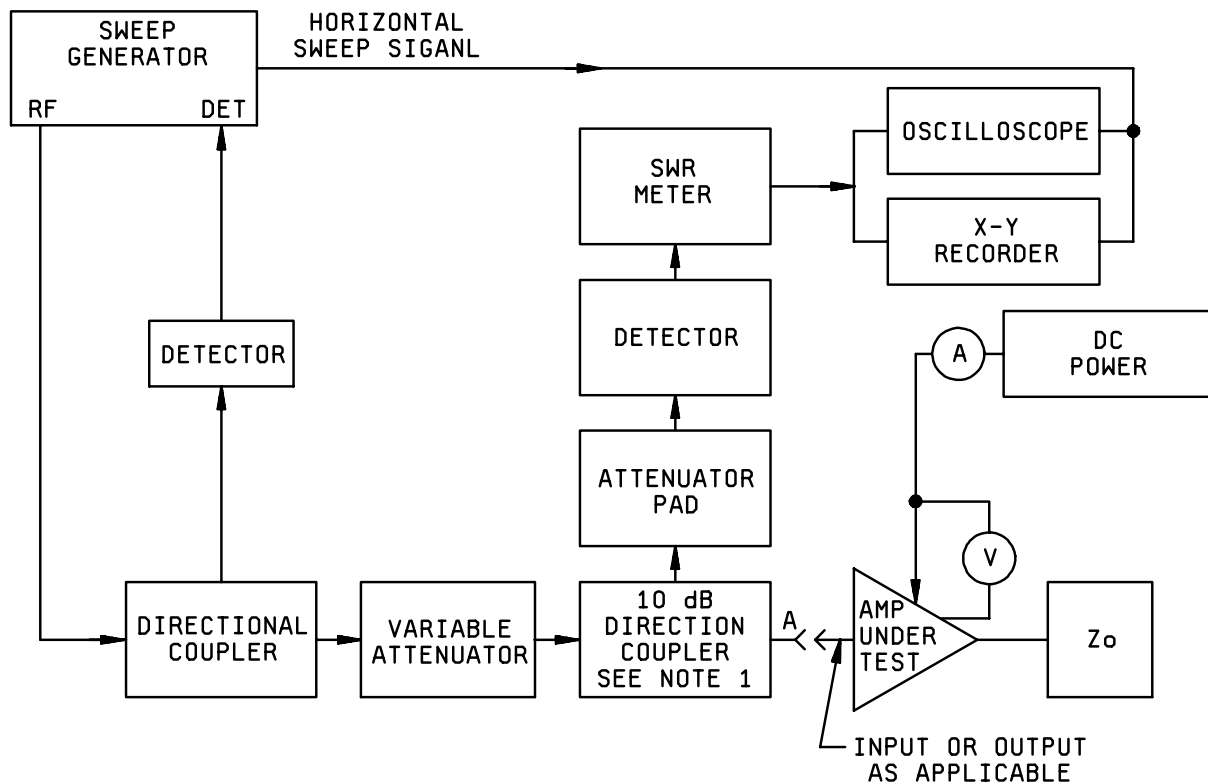 SWEEP
GENERATOR
RF
DET
HORIZONTAL
SWEEP SIGANL
OSCILLOSCOPE
X-Y
RECORDER
SWR
METER
DETECTOR
DETECTOR
ATTENUATOR
PAD
A
DC
POWER
V
DIRECTIONAL
COUPLER
VARIABLE
ATTENUATOR
10 dB
DIRECTION
COUPLER
SEE NOTE 1
A
AMP
UNDER
TEST
Zo
INPUT OR OUTPUT
AS APPLICABLE